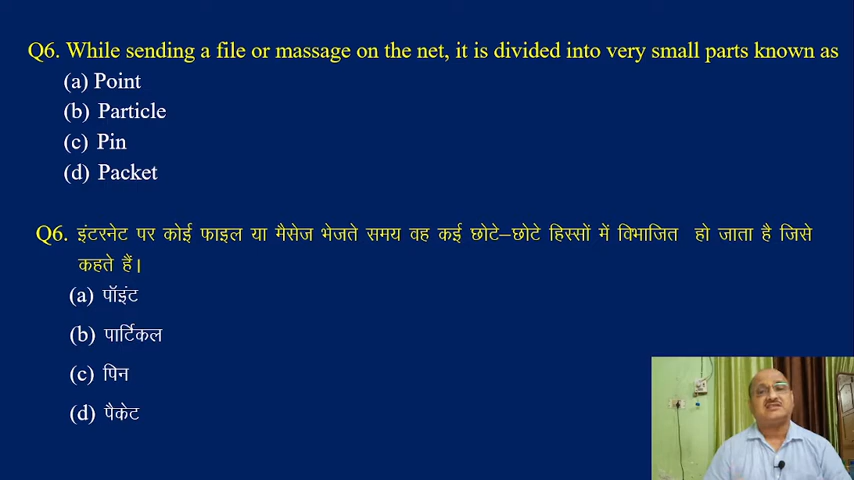 Q6. While sending a file or massage on the net, it is divided into very small parts known as
(a) Point
(b) Particle
(c) Pin
(d) Packet
Q6. इंटरनेट पर कोई फाइल या मैसेज भेजते समय वह कई छोटे–छोटे हिस्सों में विभाजित हो जाता है जिसे
कहते हैं।
(a) पॉइंट
(b) पार्टिकल
(c) पिन
(d) पैकेट